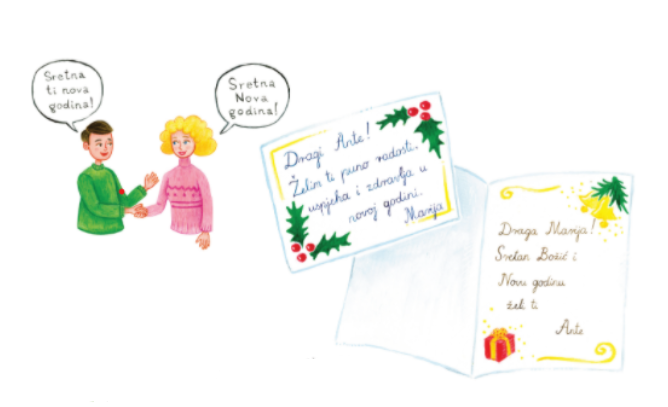 Sretna
ti nova
godina!
Sretna
Nova
godina!
Dragi Ante!
Želim ti puno radosti,
uspjeha i zdravlja u
novoj godini.
Marija
Draga Marija!
Sretan Božić i
Novu godinu
želi ti
Ante